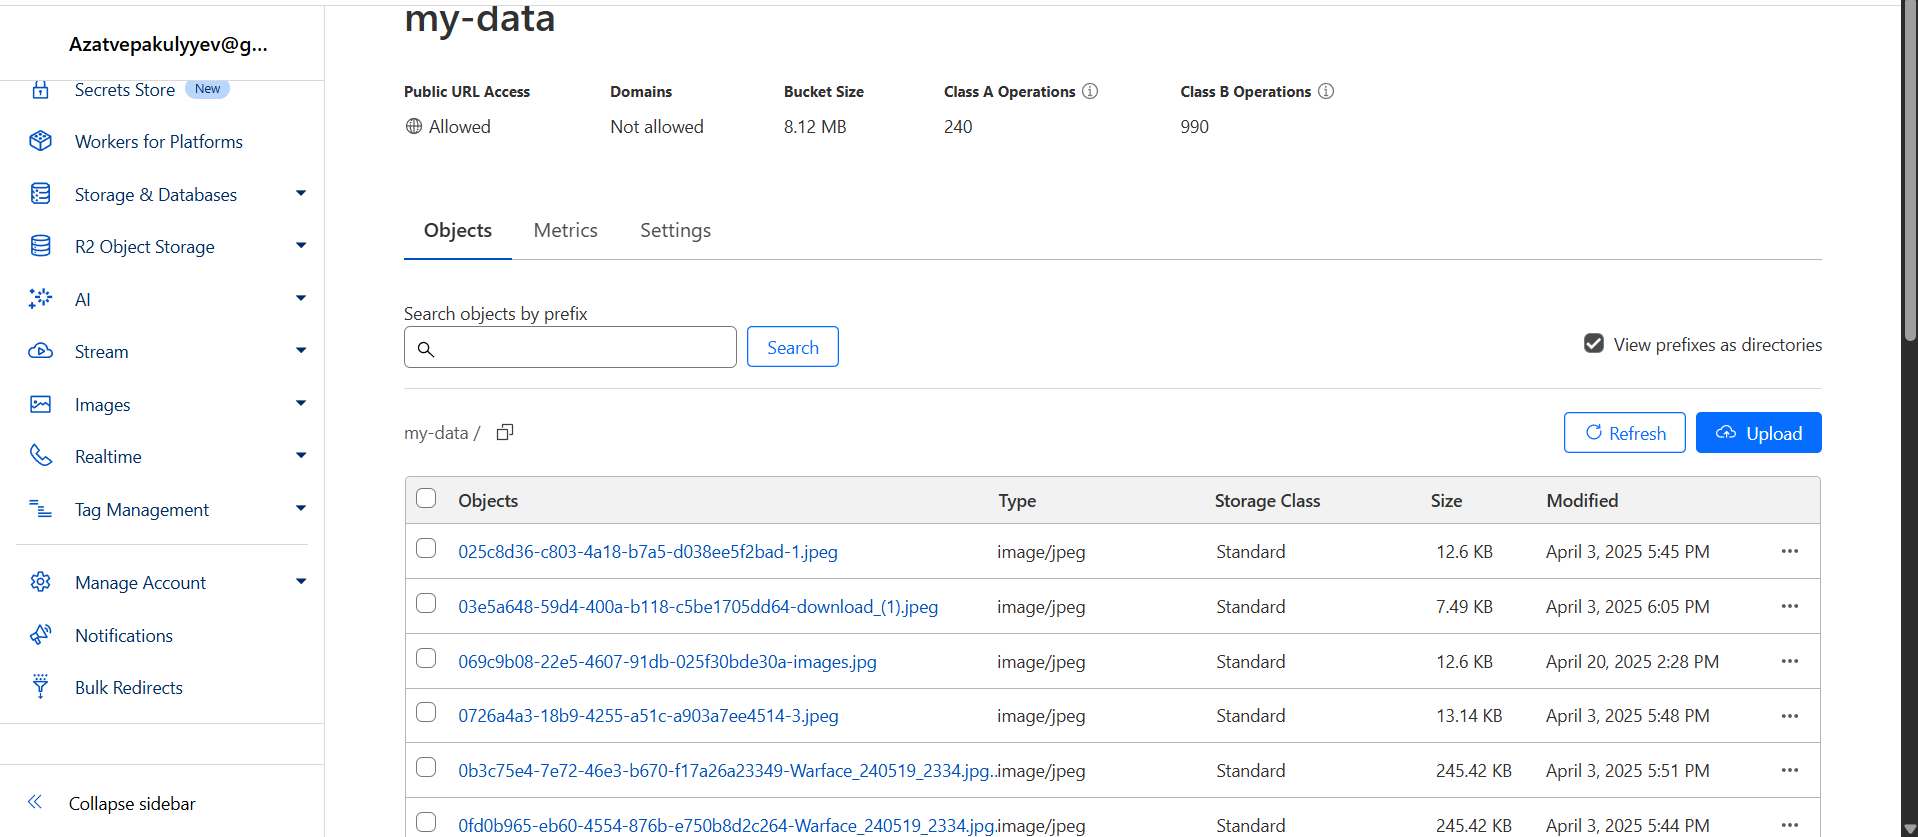 my-data
Azatvepakulyyev@g...
Secrets Store New
Workers for Platforms
Storage & Databases
R2 Object Storage
AI
Stream
Images
Realtime
Tag Management
Manage Account
Notifications
Bulk Redirects
Collapse sidebar
Public URL Access Domains Bucket Size Class A Operations Class B Operations
Allowed Not allowed 8.12 MB 240 990
Objects Metrics Settings
Search objects by prefix
Search View prefixes as directories
my-data / Refresh Upload
Objects Type Storage Class Size Modified
025c8d36-c803-4a18-b7a5-d038ee5f2bad-1.jpeg image/jpeg Standard 12.6 KB April 3, 2025 5:45 PM
03e5a648-59d4-400a-b118-c5be1705dd64-download_(1).jpeg image/jpeg Standard 7.49 KB April 3, 2025 6:05 PM
069c9b08-22e5-4607-91db-025f30bde30a-images.jpg image/jpeg Standard 12.6 KB April 20, 2025 2:28 PM
0726a4a3-18b9-4255-a51c-a903a7ee4514-3.jpeg image/jpeg Standard 13.14 KB April 3, 2025 5:48 PM
0b3c75e4-7e72-46e3-b670-f17a26a23349-Warface_240519_2334.jpg.. image/jpeg Standard 245.42 KB April 3, 2025 5:51 PM
0fd0b965-eb60-4554-876b-e750b8d2c264-Warface_240519_2334.jpg. image/jpeg Standard 245.42 KB April 3, 2025 5:44 PM